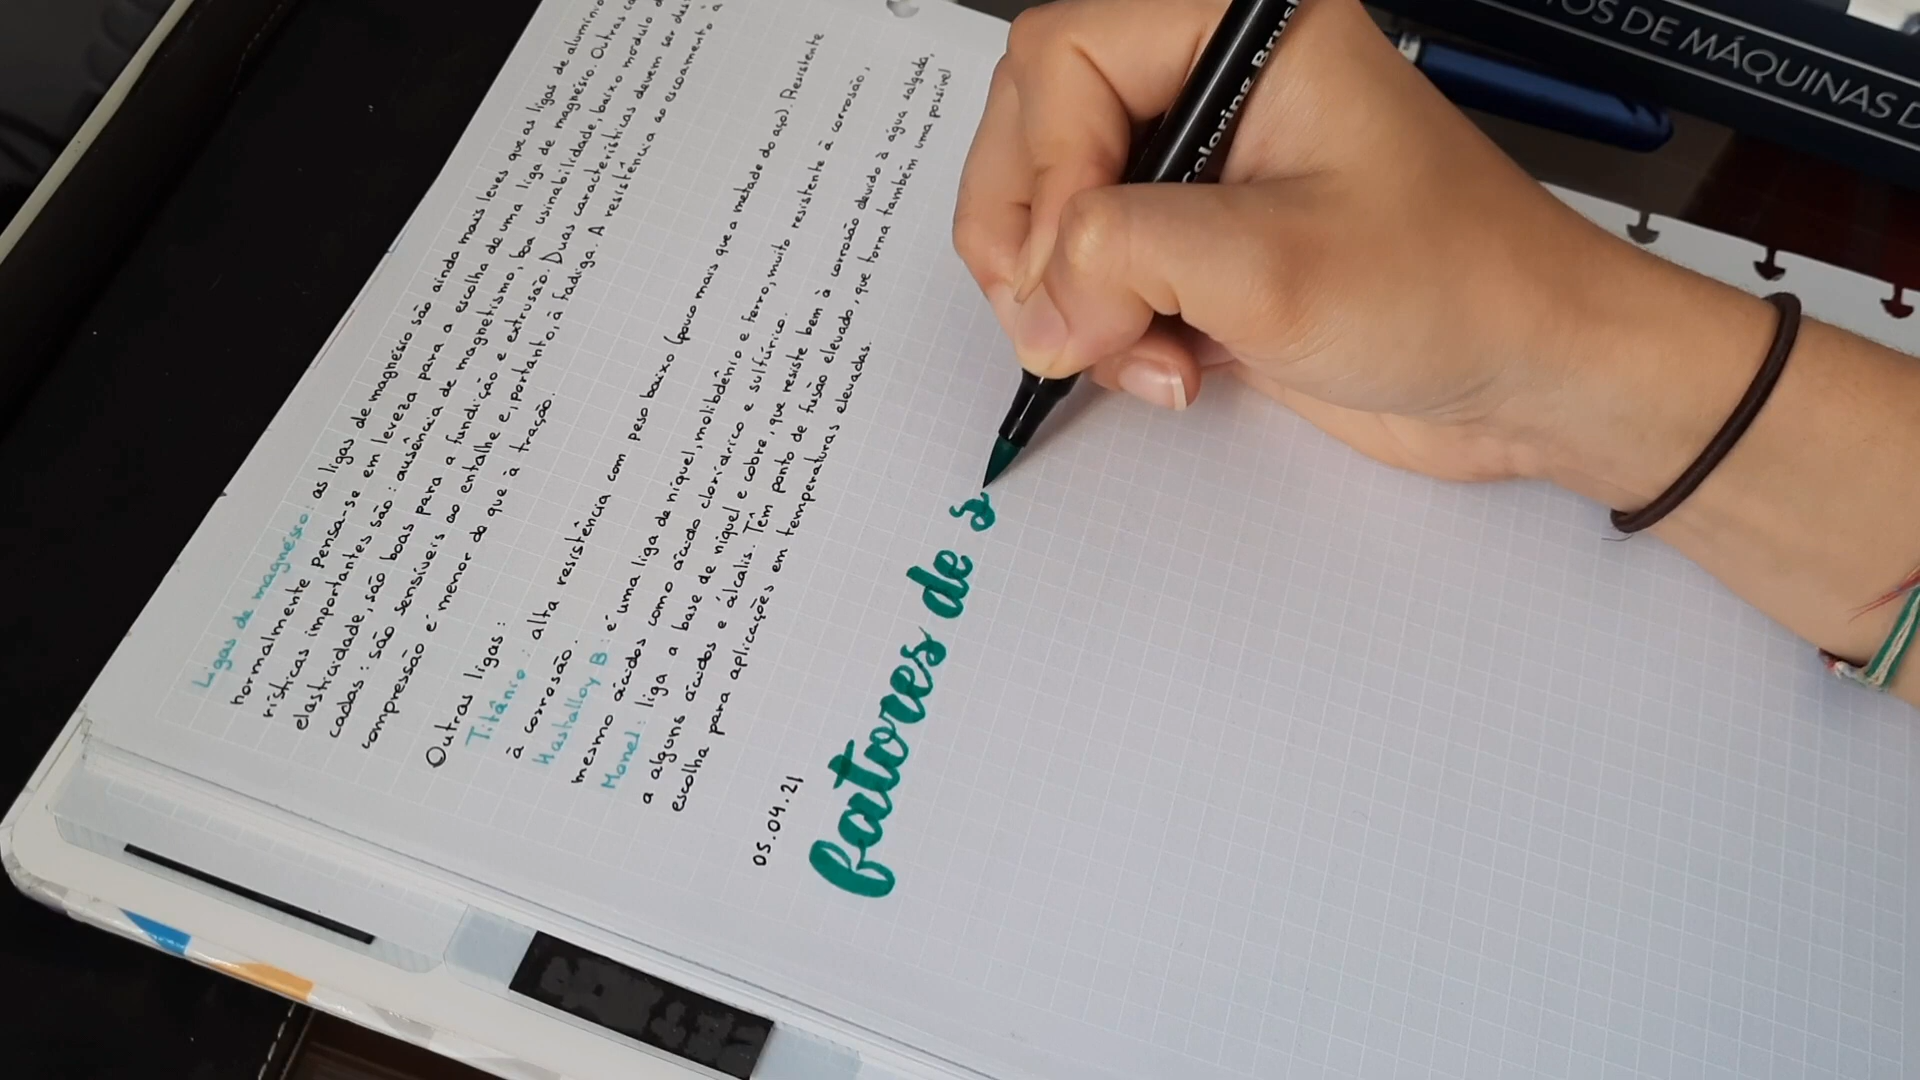 Ligas de magnésio: as ligas de magnésio são ainda mais leves que as ligas de alumínio
normalmente pensa-se em leveza para a escolha de uma liga de magnésio. Outras ca
rísticas importantes são: ausência de magnetismo, boa usinabilidade, baixo módulo d
elasticidade, são boas para a fundição e extrusão. Duas características devem ser des
cadas: são sensíveis ao entalhe e, portanto, à fadiga. A resistência ao escoamento à
compressão é menor do que à tração.
Outras ligas:
Titânio: alta resistência com peso baixo (pouco mais que a metade do aço). Resistente
à corrosão.
Hastalloy B: é uma liga de níquel, molibdênio e ferro, muito resistente à corrosão,
mesmo ácidos como ácido clorídrico e sulfúrico.
Monel: liga a base de níquel e cobre, que resiste bem à corrosão devido à água salgada,
a alguns ácidos e álcalis. Têm ponto de fusão elevado, que torna também uma possível
escolha para aplicações em temperaturas elevadas.
05.04.21
fatores de s
Coloring Brush
TOS DE MÁQUINAS D